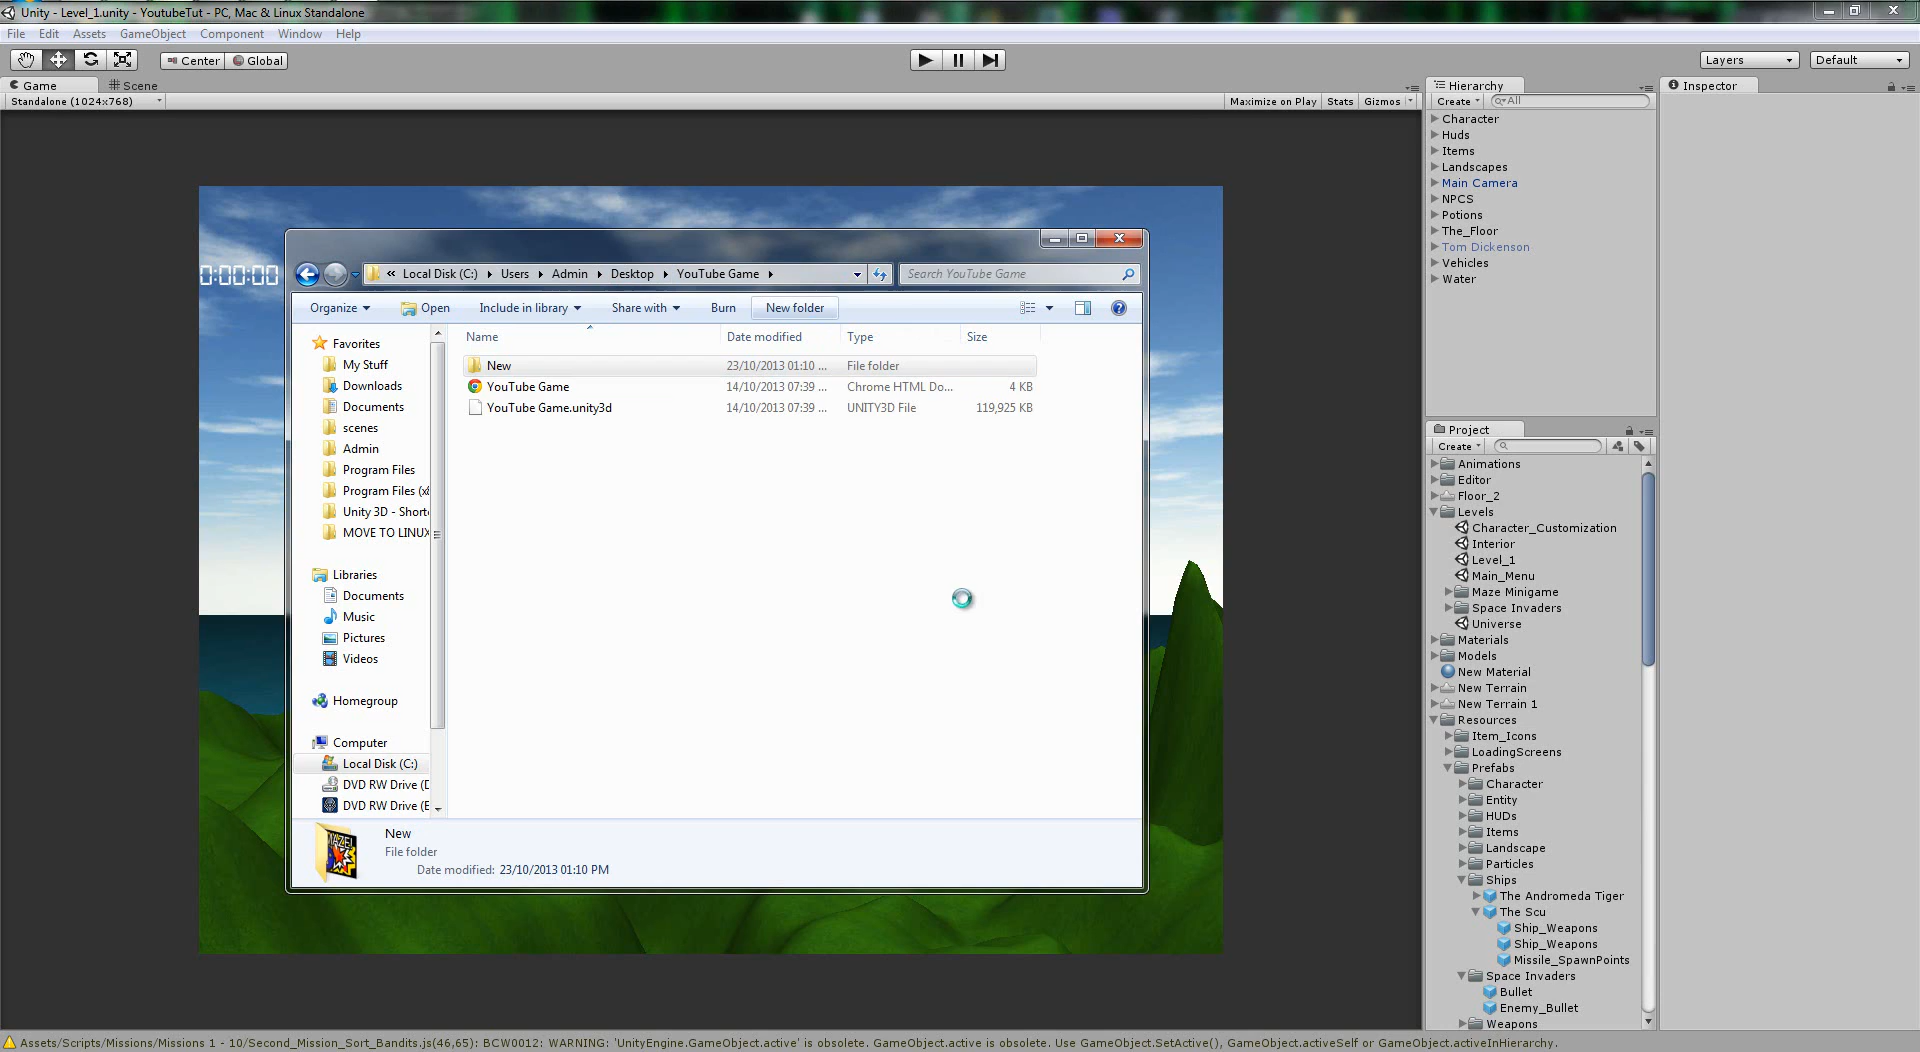 Unity - Level_1.unity - YoutubeTut - PC, Mac & Linux Standalone
File Edit Assets GameObject Component Window Help
Center Global
Layers Default
Game Scene
Standalone (1024x768)
Maximize on Play Stats Gizmos
0:00:00
« Local Disk (C:) Users Admin Desktop YouTube Game
Search YouTube Game
Organize Open Include in library Share with Burn New folder
Name Date modified Type Size
New 23/10/2013 01:10 ... File folder
YouTube Game 14/10/2013 07:39 ... Chrome HTML Do... 4 KB
YouTube Game.unity3d 14/10/2013 07:39 ... UNITY3D File 119,925 KB
Favorites
My Stuff
Downloads
Documents
scenes
Admin
Program Files
Program Files (x8
Unity 3D - Short
MOVE TO LINUX
Libraries
Documents
Music
Pictures
Videos
Homegroup
Computer
Local Disk (C:)
DVD RW Drive (D
DVD RW Drive (E
New
File folder
Date modified: 23/10/2013 01:10 PM
Hierarchy
Create All
Character
Huds
Items
Landscapes
Main Camera
NPCS
Potions
The_Floor
Tom Dickenson
Vehicles
Water
Inspector
Project
Create
Animations
Editor
Floor_2
Levels
Character_Customization
Interior
Level_1
Main_Menu
Maze Minigame
Space Invaders
Universe
Materials
Models
New Material
New Terrain
New Terrain 1
Resources
Item_Icons
LoadingScreens
Prefabs
Character
Entity
HUDs
Items
Landscape
Particles
Ships
The Andromeda Tiger
The Scu
Ship_Weapons
Ship_Weapons
Missile_SpawnPoints
Space Invaders
Bullet
Enemy_Bullet
Weapons
Assets/Scripts/Missions/Missions 1 - 10/Second_Mission_Sort_Bandits.js(46,65): BCW0012: WARNING: 'UnityEngine.GameObject.active' is obsolete. GameObject.active is obsolete. Use GameObject.SetActive(), GameObject.activeSelf or GameObject.activeInHierarchy.